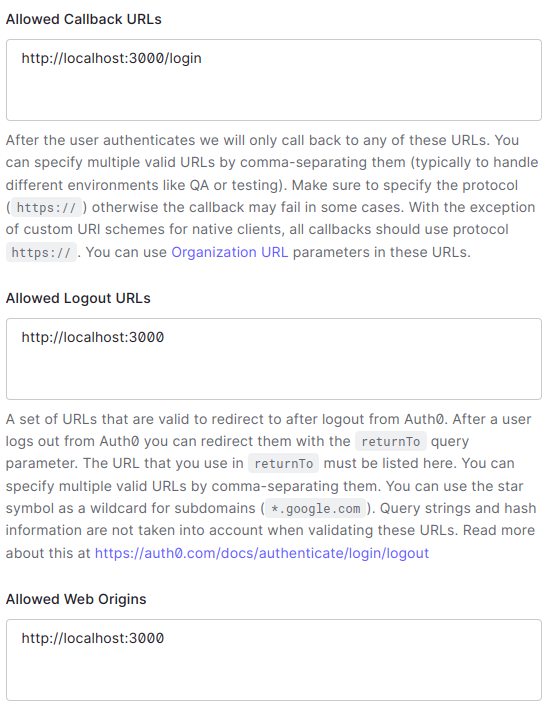 Allowed Callback URLs
http://localhost:3000/login
After the user authenticates we will only call back to any of these URLs. You
can specify multiple valid URLs by comma-separating them (typically to handle
different environments like QA or testing). Make sure to specify the protocol
( https:// ) otherwise the callback may fail in some cases. With the exception
of custom URI schemes for native clients, all callbacks should use protocol
https:// . You can use Organization URL parameters in these URLs.
Allowed Logout URLs
http://localhost:3000
A set of URLs that are valid to redirect to after logout from Auth0. After a user
logs out from Auth0 you can redirect them with the returnTo query
parameter. The URL that you use in returnTo must be listed here. You can
specify multiple valid URLs by comma-separating them. You can use the star
symbol as a wildcard for subdomains ( *.google.com ). Query strings and hash
information are not taken into account when validating these URLs. Read more
about this at https://auth0.com/docs/authenticate/login/logout
Allowed Web Origins
http://localhost:3000